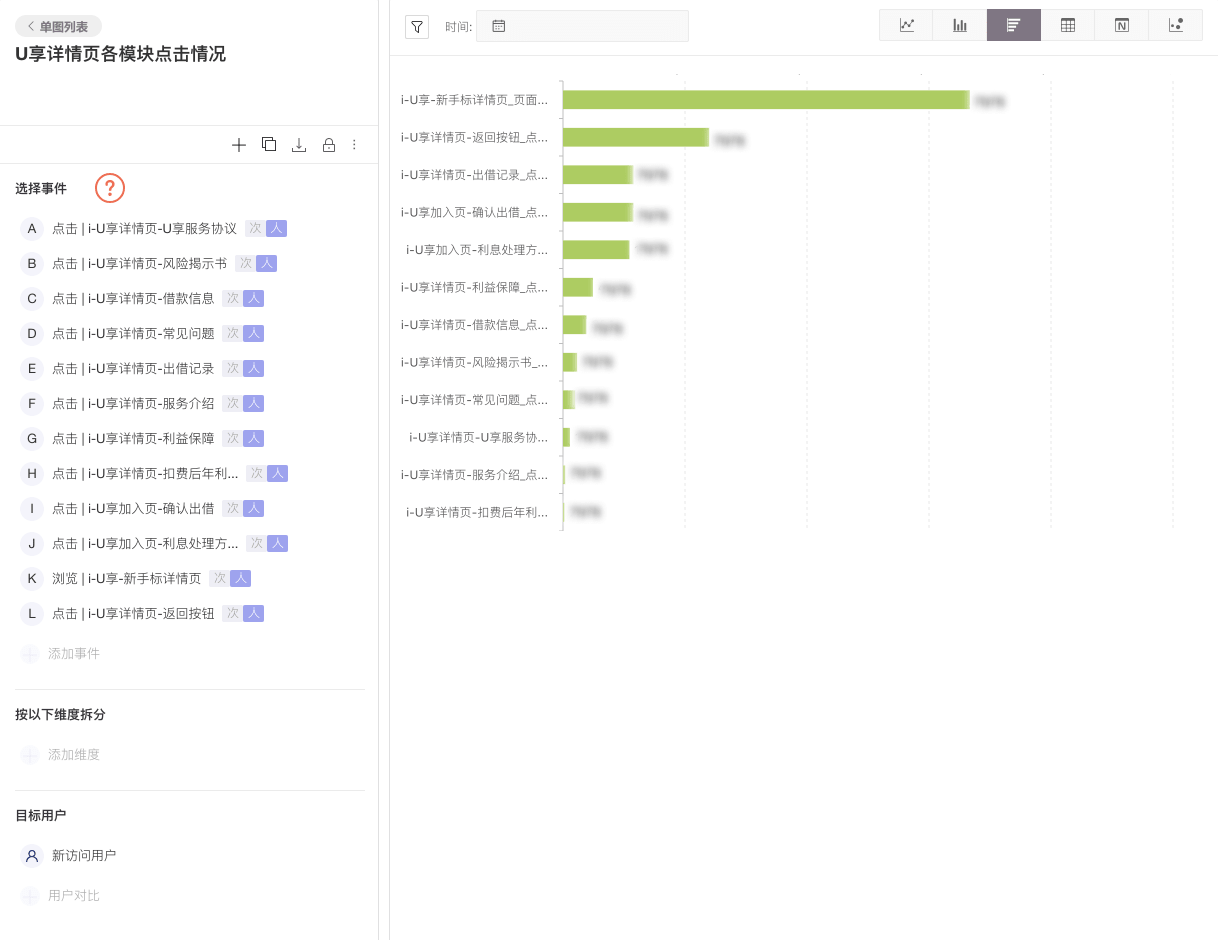 单图列表
U享详情页各模块点击情况
选择事件 ?
A 点击 | i-U享详情页-U享服务协议 次 人
B 点击 | i-U享详情页-风险揭示书 次 人
C 点击 | i-U享详情页-借款信息 次 人
D 点击 | i-U享详情页-常见问题 次 人
E 点击 | i-U享详情页-出借记录 次 人
F 点击 | i-U享详情页-服务介绍 次 人
G 点击 | i-U享详情页-利益保障 次 人
H 点击 | i-U享详情页-扣费后年利... 次 人
I 点击 | i-U享加入页-确认出借 次 人
J 点击 | i-U享加入页-利息处理方... 次 人
K 浏览 | i-U享-新手标详情页 次 人
L 点击 | i-U享详情页-返回按钮 次 人
添加事件
按以下维度拆分
添加维度
目标用户
新访问用户
用户对比
时间:
N
i-U享-新手标详情页_页面...
i-U享详情页-返回按钮_点...
i-U享详情页-出借记录_点...
i-U享加入页-确认出借_点...
i-U享加入页-利息处理方...
i-U享详情页-利益保障_点...
i-U享详情页-借款信息_点...
i-U享详情页-风险揭示书_...
i-U享详情页-常见问题_点...
i-U享详情页-U享服务协...
i-U享详情页-服务介绍_点...
i-U享详情页-扣费后年利...